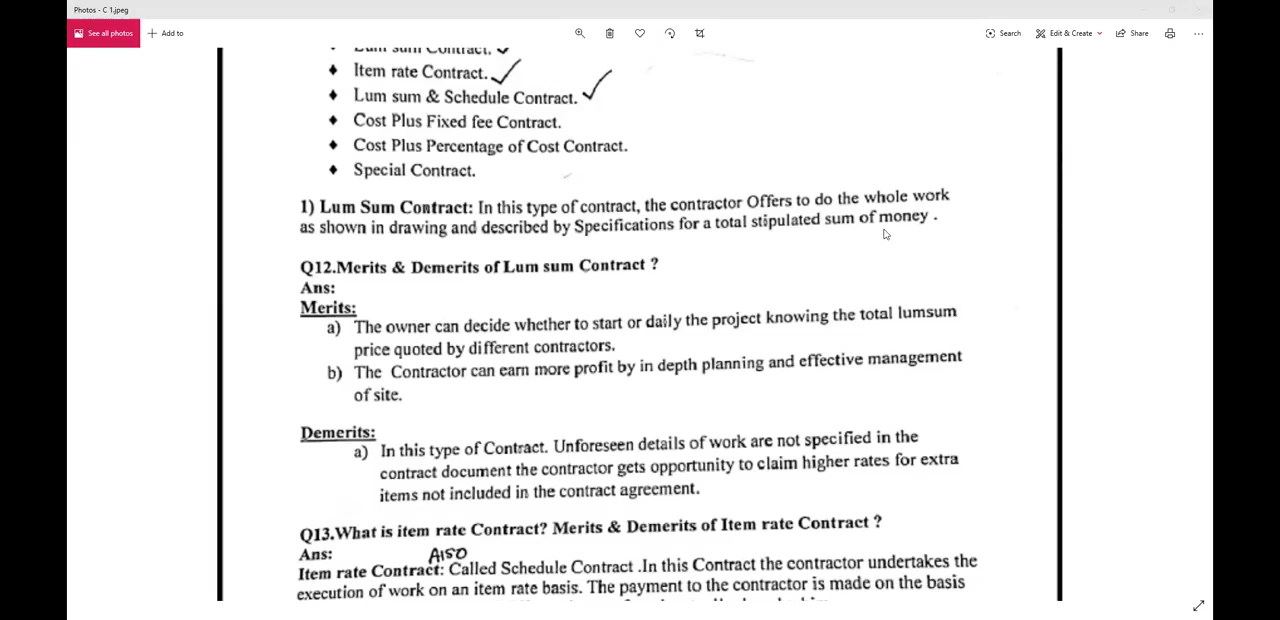 Photos - C 1.jpeg
See all photos
Add to
Search
Edit & Create
Share
Lum sum Contract.
Item rate Contract.
Lum sum & Schedule Contract.
Cost Plus Fixed fee Contract.
Cost Plus Percentage of Cost Contract.
Special Contract.
1) Lum Sum Contract: In this type of contract, the contractor Offers to do the whole work
as shown in drawing and described by Specifications for a total stipulated sum of money .
Q12.Merits & Demerits of Lum sum Contract ?
Ans:
Merits:
a) The owner can decide whether to start or daily the project knowing the total lumsum
price quoted by different contractors.
b) The Contractor can earn more profit by in depth planning and effective management
of site.
Demerits:
a) In this type of Contract. Unforeseen details of work are not specified in the
contract document the contractor gets opportunity to claim higher rates for extra
items not included in the contract agreement.
Q13.What is item rate Contract? Merits & Demerits of Item rate Contract ?
Ans:
Also
Item rate Contract: Called Schedule Contract .In this Contract the contractor undertakes the
execution of work on an item rate basis. The payment to the contractor is made on the basis